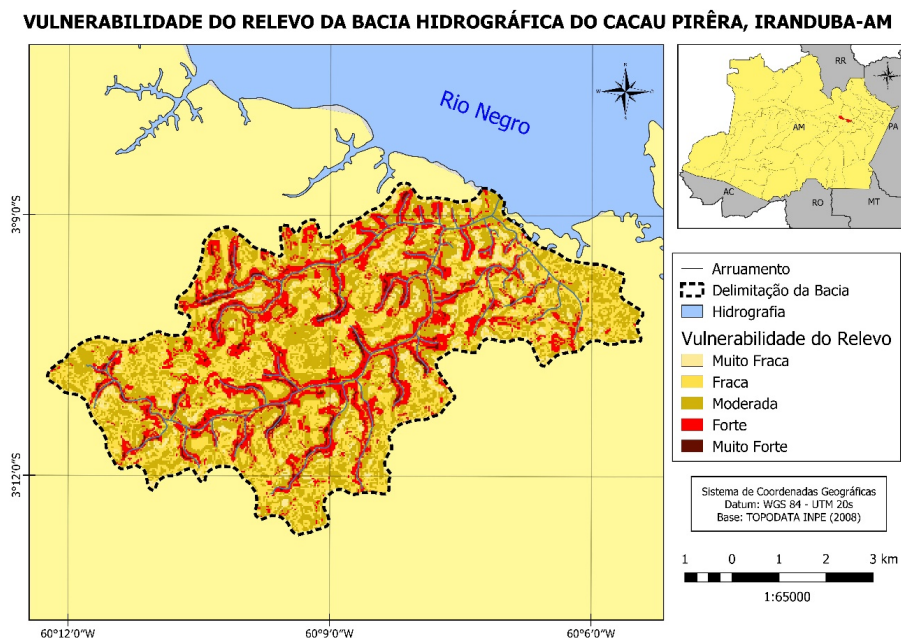 VULNERABILIDADE DO RELEVO DA BACIA HIDROGRÁFICA DO CACAU PIRÊRA, IRANDUBA-AM
Rio Negro
3°9'0"S
3°12'0"S
60°12'0"W
60°9'0"W
60°6'0"W
RR
AM
PA
AC
RO
MT
Arruamento
Delimitação da Bacia
Hidrografia
Vulnerabilidade do Relevo
Muito Fraca
Fraca
Moderada
Forte
Muito Forte
Sistema de Coordenadas Geográficas
Datum: WGS 84 - UTM 20s
Base: TOPODATA INPE (2008)
1 0 1 2 3 km
1:65000